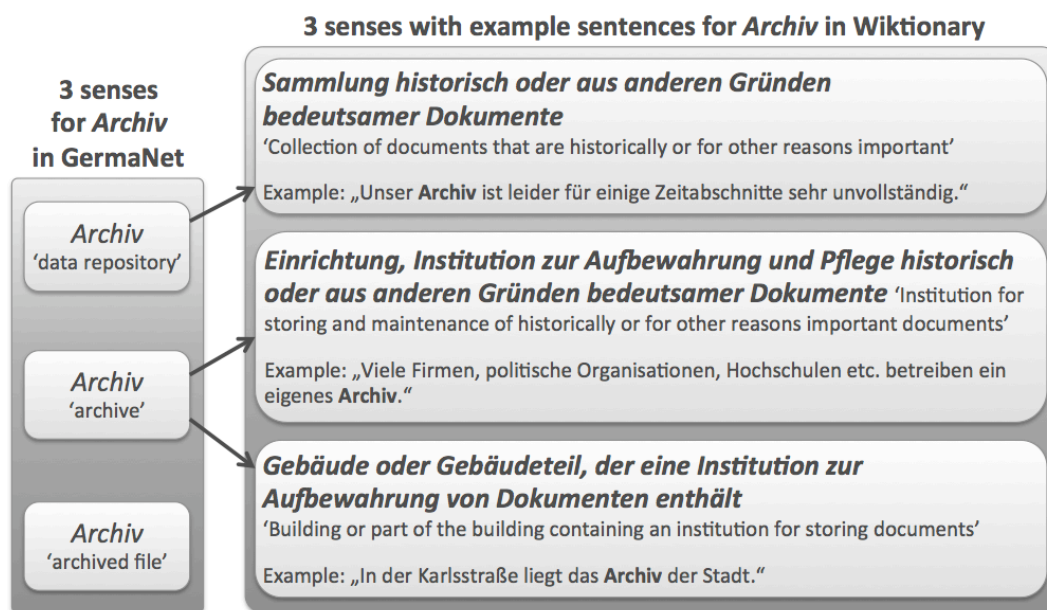 3 senses with example sentences for Archiv in Wiktionary
3 senses
for Archiv
in GermaNet
Archiv
‘data repository’
Archiv
‘archive’
Archiv
‘archived file’
Sammlung historisch oder aus anderen Gründen
bedeutsamer Dokumente
‘Collection of documents that are historically or for other reasons important’
Example: „Unser Archiv ist leider für einige Zeitabschnitte sehr unvollständig.“
Einrichtung, Institution zur Aufbewahrung und Pflege historisch
oder aus anderen Gründen bedeutsamer Dokumente ‘Institution for
storing and maintenance of historically or for other reasons important documents’
Example: „Viele Firmen, politische Organisationen, Hochschulen etc. betreiben ein
eigenes Archiv.“
Gebäude oder Gebäudeteil, der eine Institution zur
Aufbewahrung von Dokumenten enthält
‘Building or part of the building containing an institution for storing documents’
Example: „In der Karlsstraße liegt das Archiv der Stadt.“